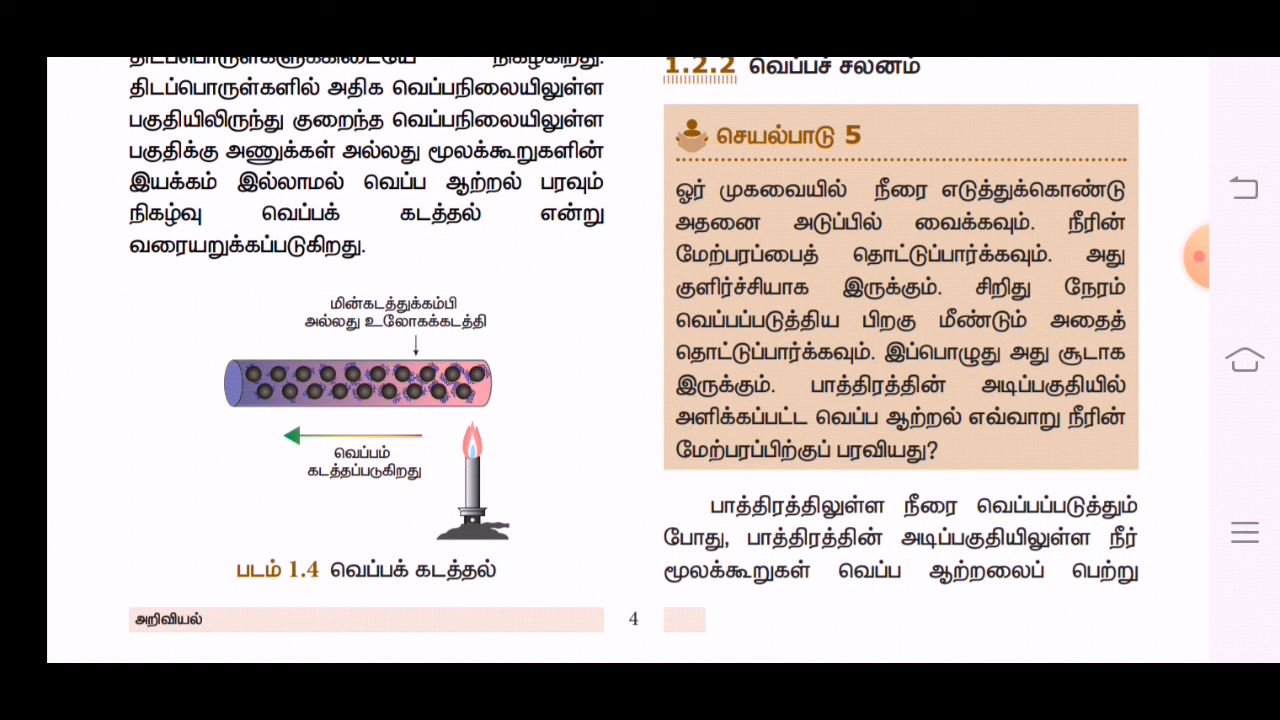 திடப்பொருள்களுக்கிடையே நிகழ்கிறது.
திடப்பொருள்களில் அதிக வெப்பநிலையிலுள்ள
பகுதியிலிருந்து குறைந்த வெப்பநிலையிலுள்ள
பகுதிக்கு அணுக்கள் அல்லது மூலக்கூறுகளின்
இயக்கம் இல்லாமல் வெப்ப ஆற்றல் பரவும்
நிகழ்வு வெப்பக் கடத்தல் என்று
வரையறுக்கப்படுகிறது.
மின்கடத்துக்கம்பி
அல்லது உலோகக்கடத்தி
வெப்பம்
கடத்தப்படுகிறது
படம் 1.4 வெப்பக் கடத்தல்
1.2.2 வெப்பச் சலனம்
செயல்பாடு 5
ஓர் முகவையில் நீரை எடுத்துக்கொண்டு
அதனை அடுப்பில் வைக்கவும். நீரின்
மேற்பரப்பைத் தொட்டுப்பார்க்கவும். அது
குளிர்ச்சியாக இருக்கும். சிறிது நேரம்
வெப்பப்படுத்திய பிறகு மீண்டும் அதைத்
தொட்டுப்பார்க்கவும். இப்பொழுது அது சூடாக
இருக்கும். பாத்திரத்தின் அடிப்பகுதியில்
அளிக்கப்பட்ட வெப்ப ஆற்றல் எவ்வாறு நீரின்
மேற்பரப்பிற்குப் பரவியது?
பாத்திரத்திலுள்ள நீரை வெப்பப்படுத்தும்
போது, பாத்திரத்தின் அடிப்பகுதியிலுள்ள நீர்
மூலக்கூறுகள் வெப்ப ஆற்றலைப் பெற்று
அறிவியல்
4